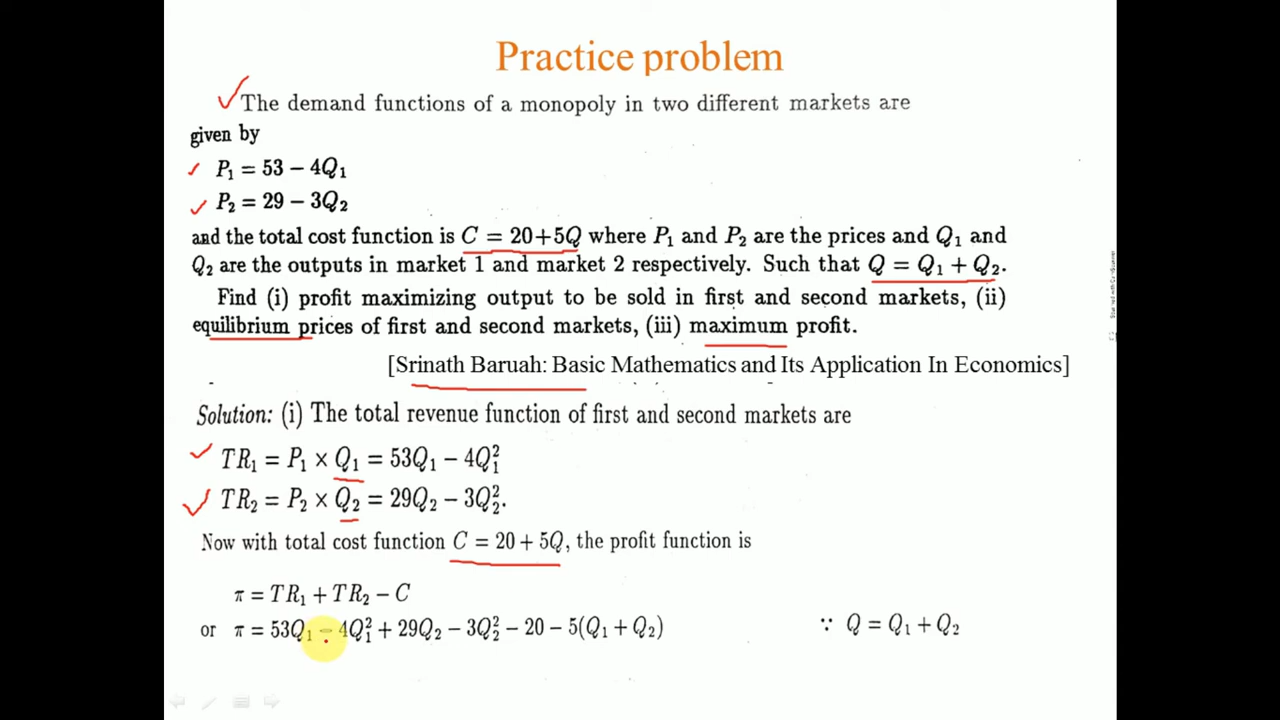 Practice problem
The demand functions of a monopoly in two different markets are
given by
P₁ = 53 − 4Q₁
P₂ = 29 − 3Q₂
and the total cost function is C = 20+5Q where P₁ and P₂ are the prices and Q₁ and
Q₂ are the outputs in market 1 and market 2 respectively. Such that Q = Q₁ + Q₂.
Find (i) profit maximizing output to be sold in first and second markets, (ii)
equilibrium prices of first and second markets, (iii) maximum profit.
[Srinath Baruah: Basic Mathematics and Its Application In Economics]
Solution: (i) The total revenue function of first and second markets are
TR₁ = P₁ × Q₁ = 53Q₁ − 4Q₁²
TR₂ = P₂ × Q₂ = 29Q₂ − 3Q₂².
Now with total cost function C = 20 + 5Q, the profit function is
π = TR₁ + TR₂ − C
or π = 53Q₁ − 4Q₁² + 29Q₂ − 3Q₂² − 20 − 5(Q₁ + Q₂) ∵ Q = Q₁ + Q₂